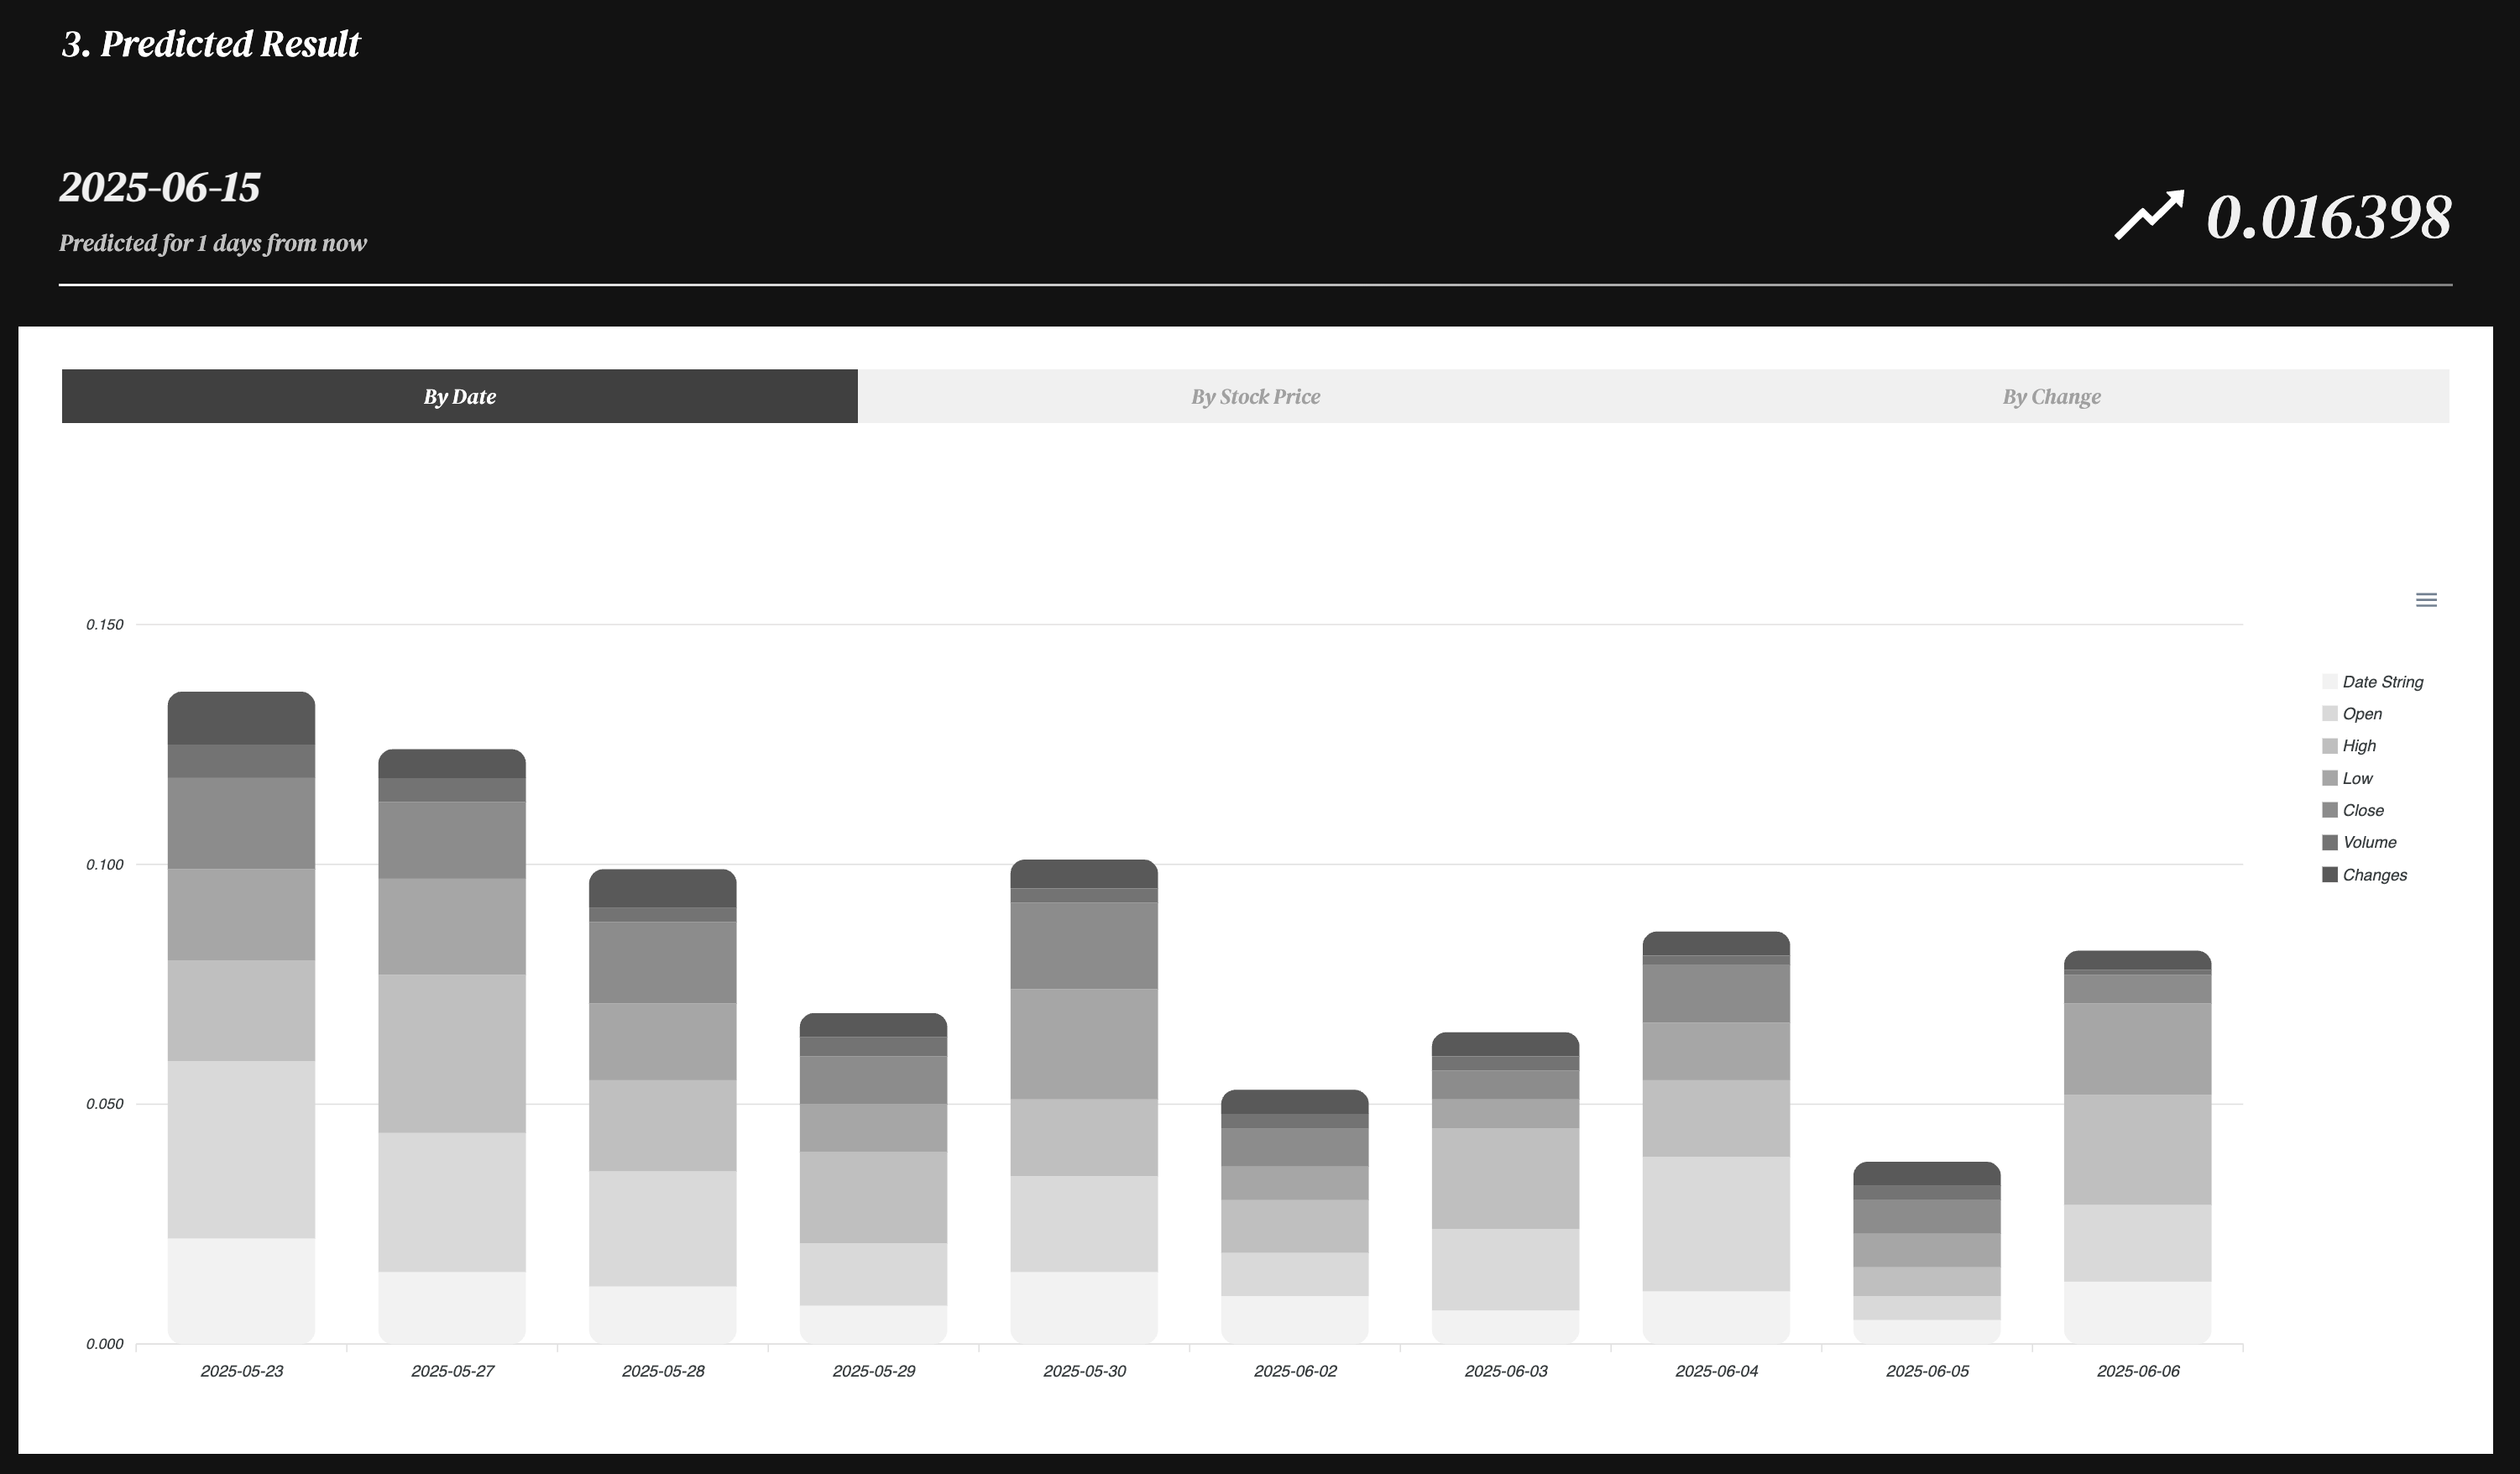 3. Predicted Result
2025-06-15
Predicted for 1 days from now
0.016398
By Date
By Stock Price
By Change
0.150
0.100
0.050
0.000
2025-05-23
2025-05-27
2025-05-28
2025-05-29
2025-05-30
2025-06-02
2025-06-03
2025-06-04
2025-06-05
2025-06-06
Date String
Open
High
Low
Close
Volume
Changes